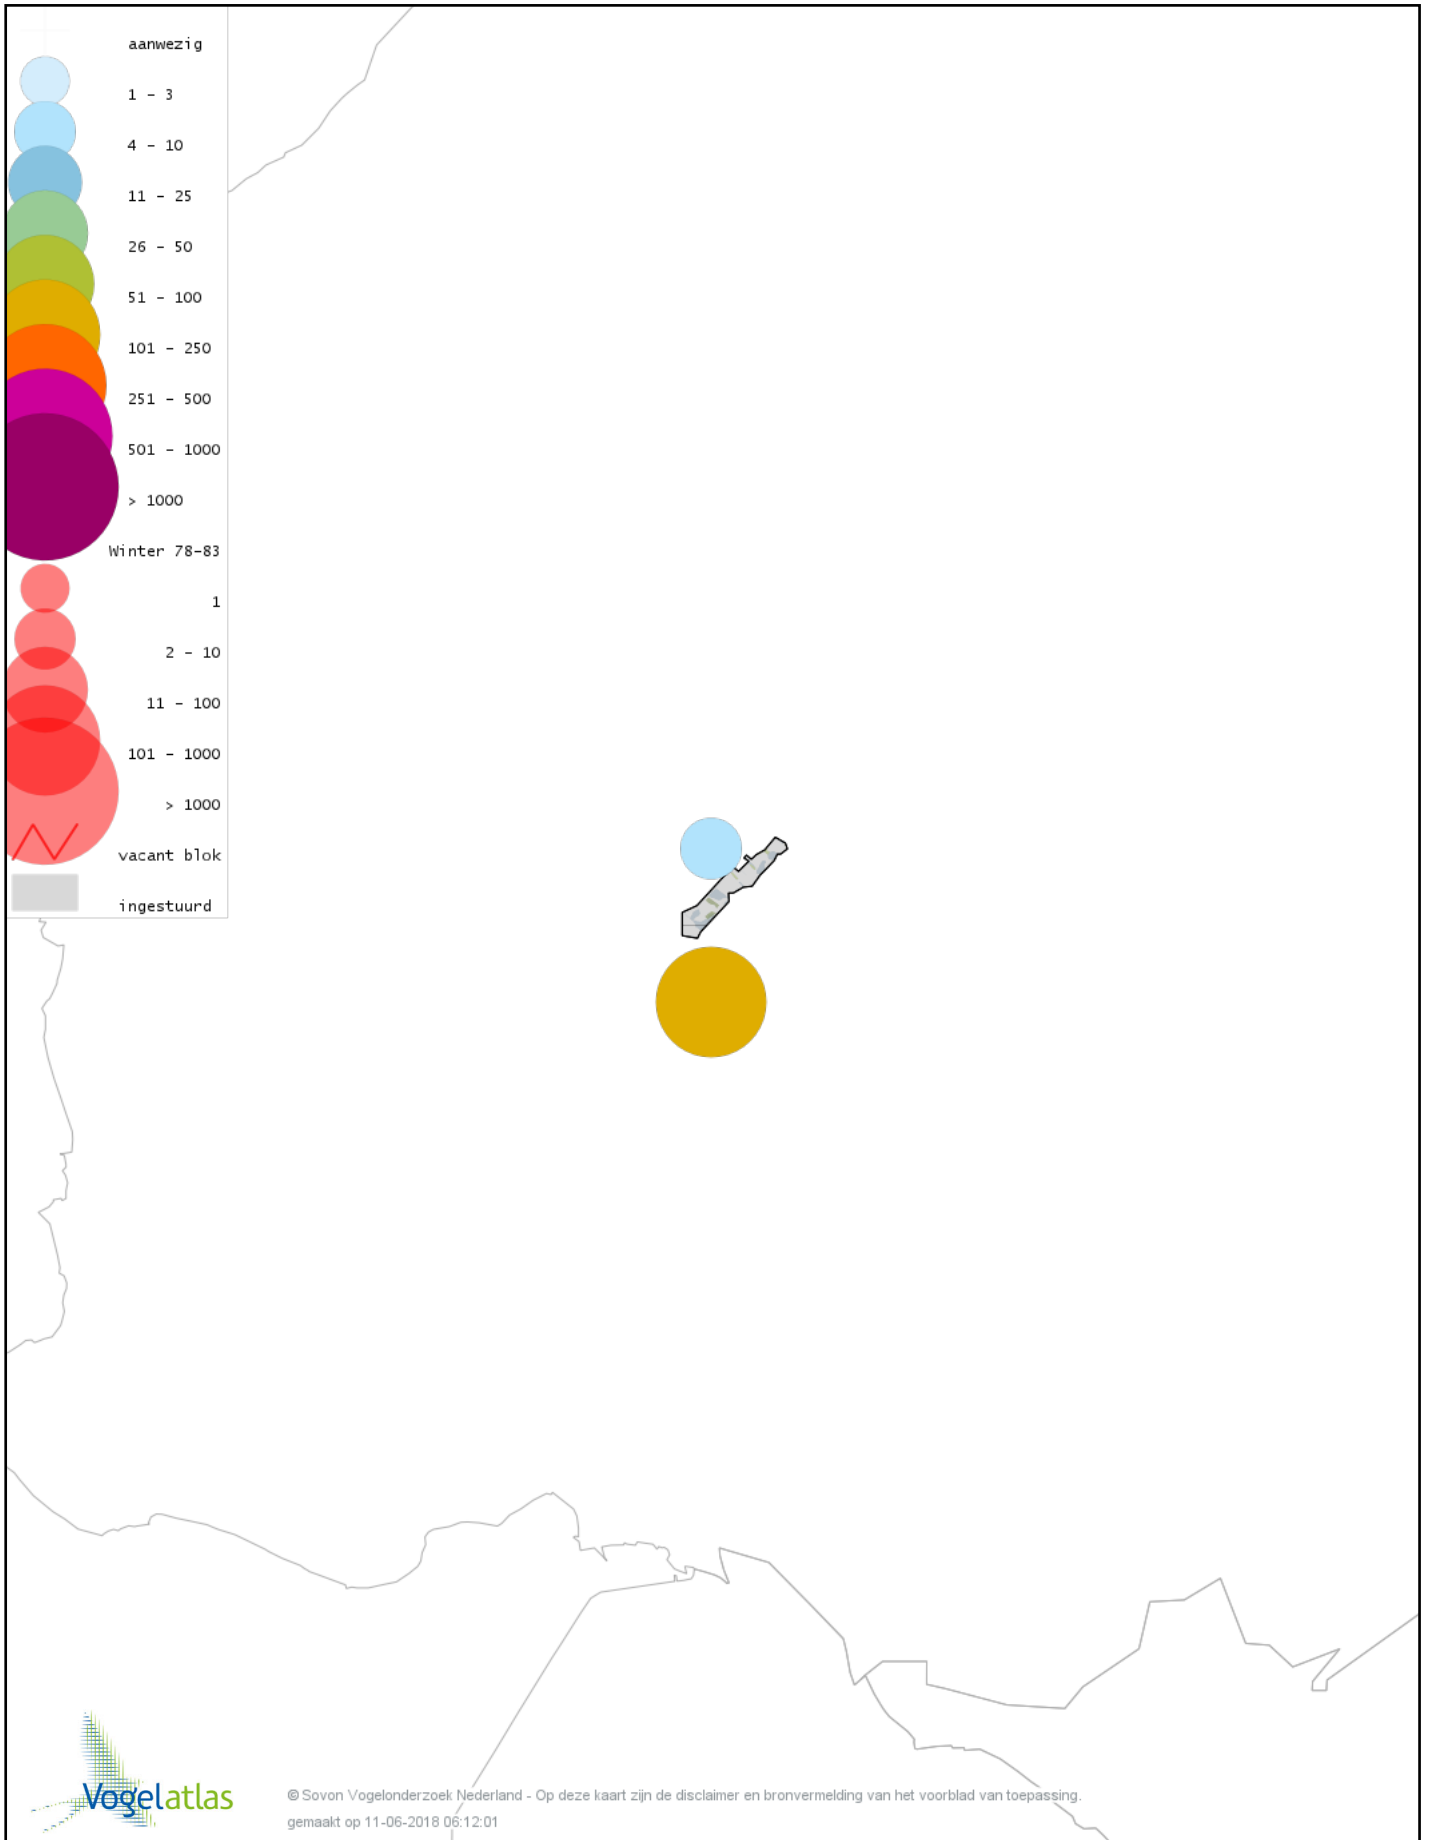 aanwezig
1 - 3
4 - 10
11 - 25
26 - 50
51 - 100
101 - 250
251 - 500
501 - 1000
> 1000
Winter 78-83
1
2 - 10
11 - 100
101 - 1000
> 1000
vacant blok
ingestuurd
Vogelatlas
© Sovon Vogelonderzoek Nederland - Op deze kaart zijn de disclaimer en bronvermelding van het voorblad van toepassing.
gemaakt op 11-06-2018 06:12:01